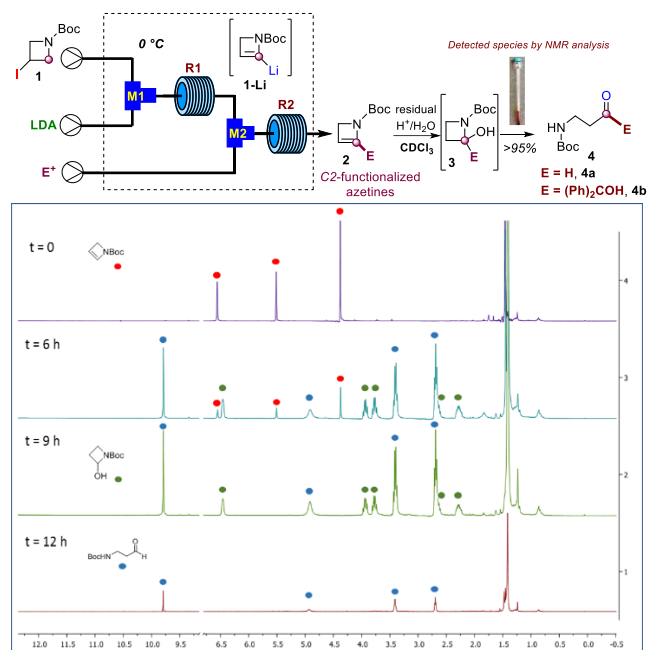 NBoc
I
1
0 °C
NBoc
Li
1-Li
Detected species by NMR analysis
R1
M1
LDA
R2
M2
E⁺
NBoc
E
2
C2-functionalized
azetines
residual
H⁺/H₂O
CDCl₃
NBoc
OH
E
3
>95%
O
HN
Boc
E
4
E = H, 4a
E = (Ph)₂COH, 4b
t = 0
NBoc
4
t = 6 h
3
t = 9 h
NBoc
OH
2
t = 12 h
BocHN
O
H
1
12.0 11.5 11.0 10.5 10.0 9.5 6.5 6.0 5.5 5.0 4.5 4.0 3.5 3.0 2.5 2.0 1.5 1.0 0.5 0.0 -0.5